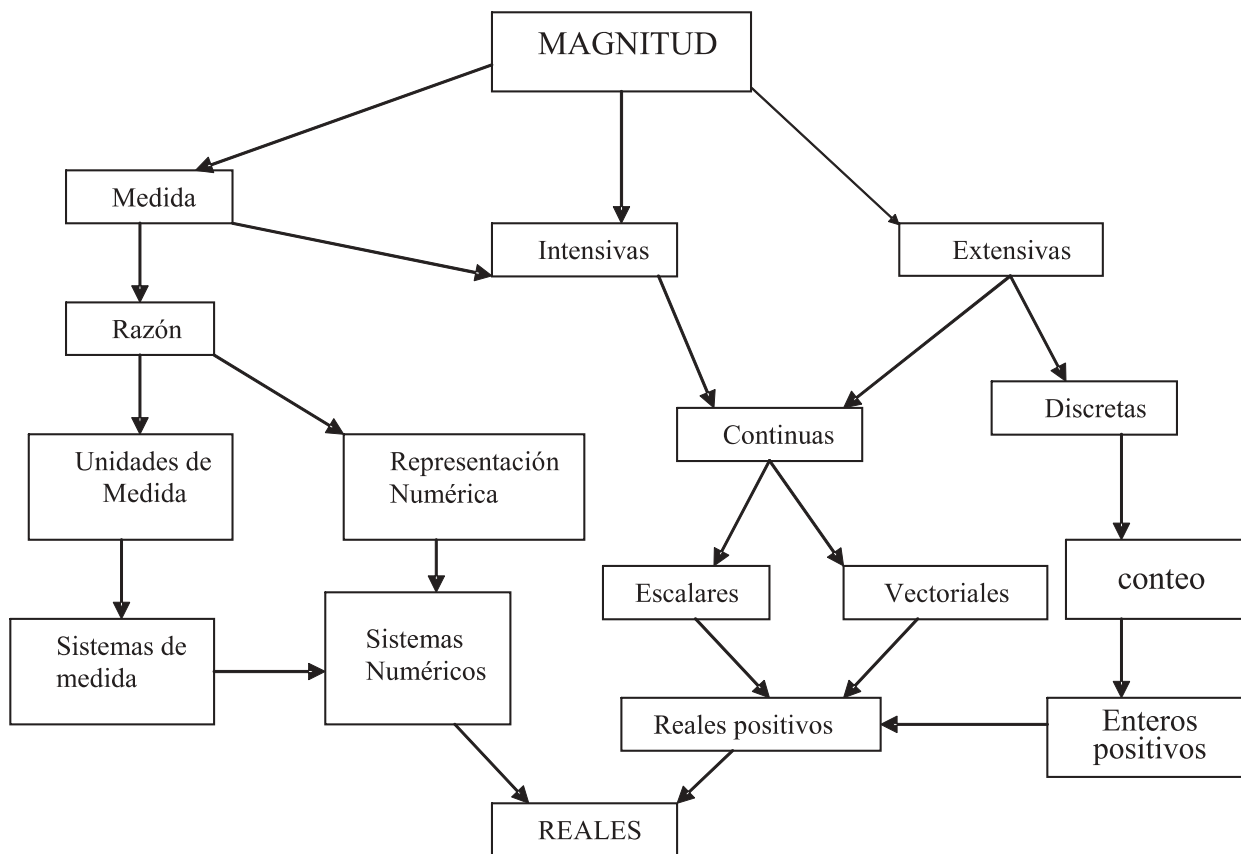 MAGNITUD
Medida
Intensivas
Extensivas
Razón
Discretas
Continuas
Unidades de
Medida
Representación
Numérica
conteo
Escalares
Vectoriales
Sistemas de
medida
Sistemas
Numéricos
Reales positivos
Enteros
positivos
REALES